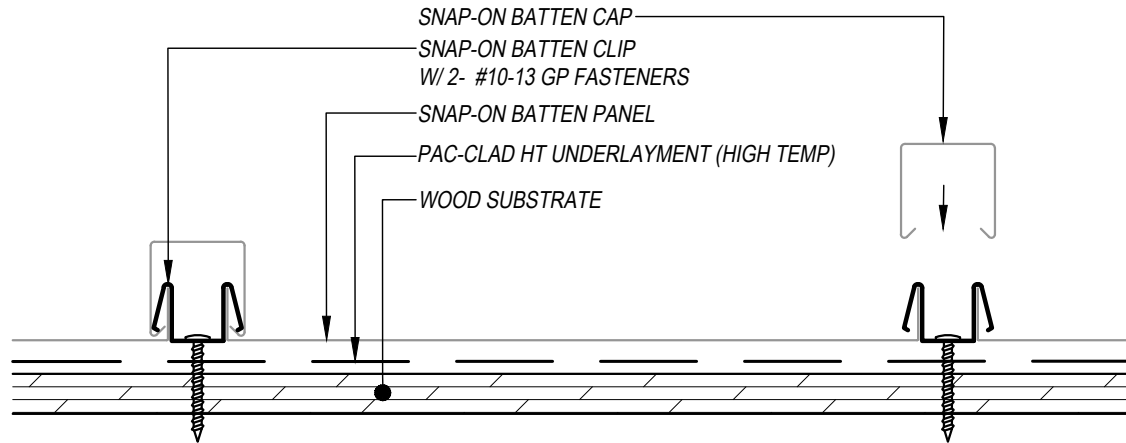 SNAP-ON BATTEN CAP
SNAP-ON BATTEN CLIP
W/ 2- #10-13 GP FASTENERS
SNAP-ON BATTEN PANEL
PAC-CLAD HT UNDERLAYMENT (HIGH TEMP)
WOOD SUBSTRATE